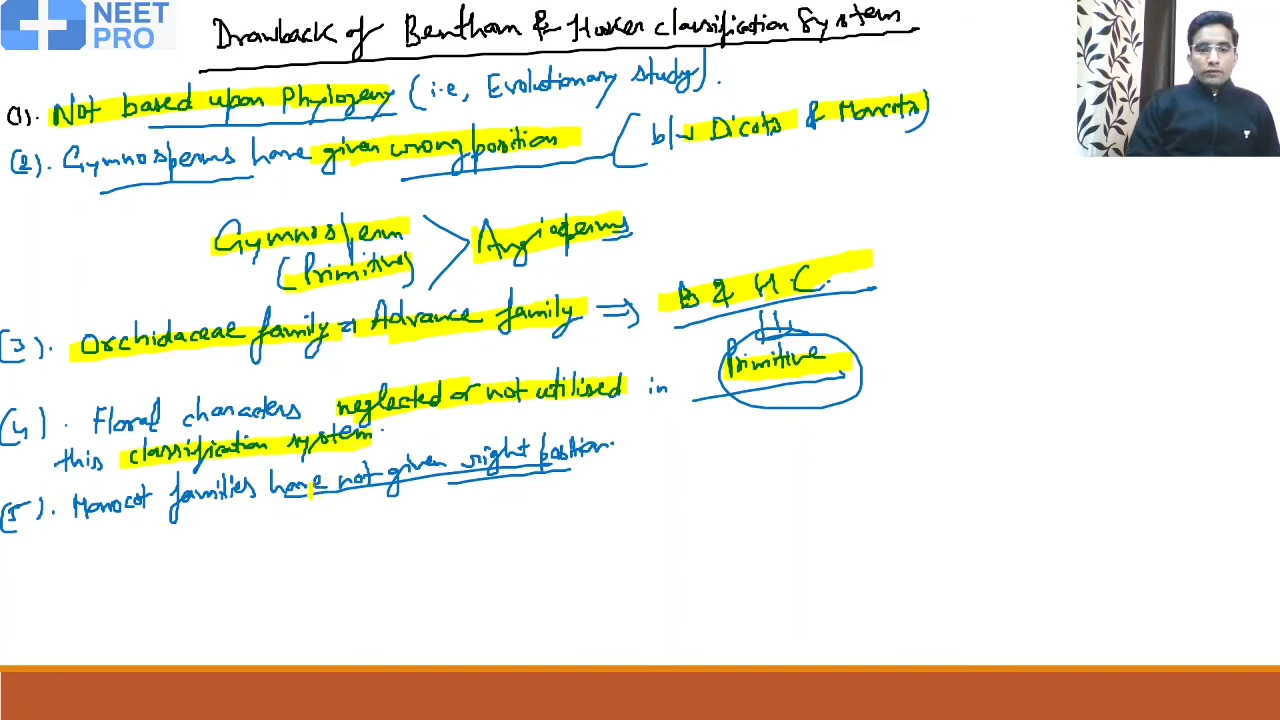 NEET
PRO
Drawback of Bentham & Hooker classification System
(1). Not based upon Phylogeny (i.e, Evolutionary study).
(2). Gymnosperms have given wrong position (b/w Dicots & Monocots)
Gymnosperm > Angiosperms
(Primitive)
(3). Orchidaceae family = Advance family ⇒ B & H C.
Primitive
(4). Floral characters neglected or not utilised in
this classification system.
(5). Monocot families have not given right position.